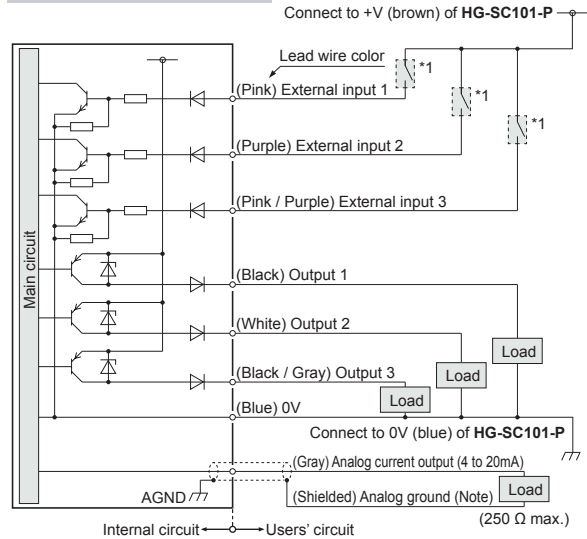 Connect to +V (brown) of HG-SC101-P
Lead wire color
*1
(Pink) External input 1
*1
*1
(Purple) External input 2
(Pink / Purple) External input 3
Main circuit
(Black) Output 1
(White) Output 2
Load
Load
(Black / Gray) Output 3
Load
(Blue) 0V
Connect to 0V (blue) of HG-SC101-P
(Gray) Analog current output (4 to 20mA)
AGND
(Shielded) Analog ground (Note)
Load
(250 Ω max.)
Internal circuit
Users' circuit